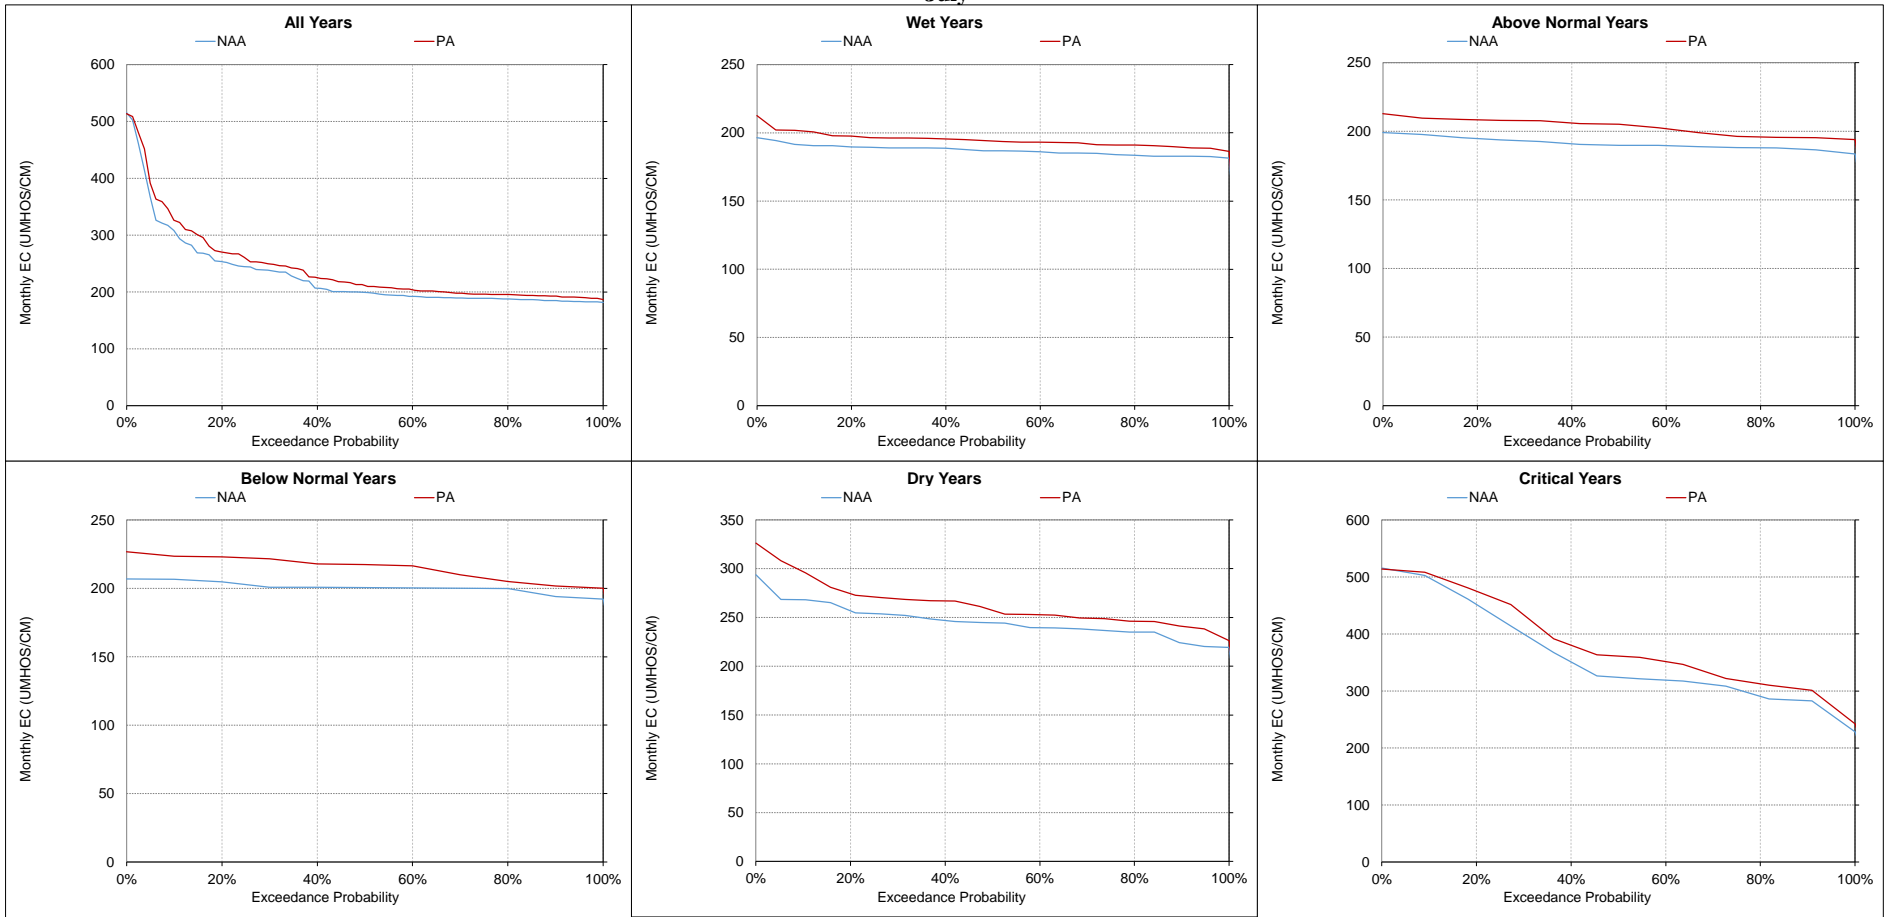 All Years
NAA PA
600
500
400
300
200
100
0
0% 20% 40% 60% 80% 100%
Monthly EC (UMHOS/CM)
Exceedance Probability
Wet Years
NAA PA
250
200
150
100
50
0
0% 20% 40% 60% 80% 100%
Monthly EC (UMHOS/CM)
Exceedance Probability
Above Normal Years
NAA PA
250
200
150
100
50
0
0% 20% 40% 60% 80% 100%
Monthly EC (UMHOS/CM)
Exceedance Probability
Below Normal Years
NAA PA
250
200
150
100
50
0
0% 20% 40% 60% 80% 100%
Monthly EC (UMHOS/CM)
Exceedance Probability
Dry Years
NAA PA
350
300
250
200
150
100
50
0
0% 20% 40% 60% 80% 100%
Monthly EC (UMHOS/CM)
Exceedance Probability
Critical Years
NAA PA
600
500
400
300
200
100
0
0% 20% 40% 60% 80% 100%
Monthly EC (UMHOS/CM)
Exceedance Probability